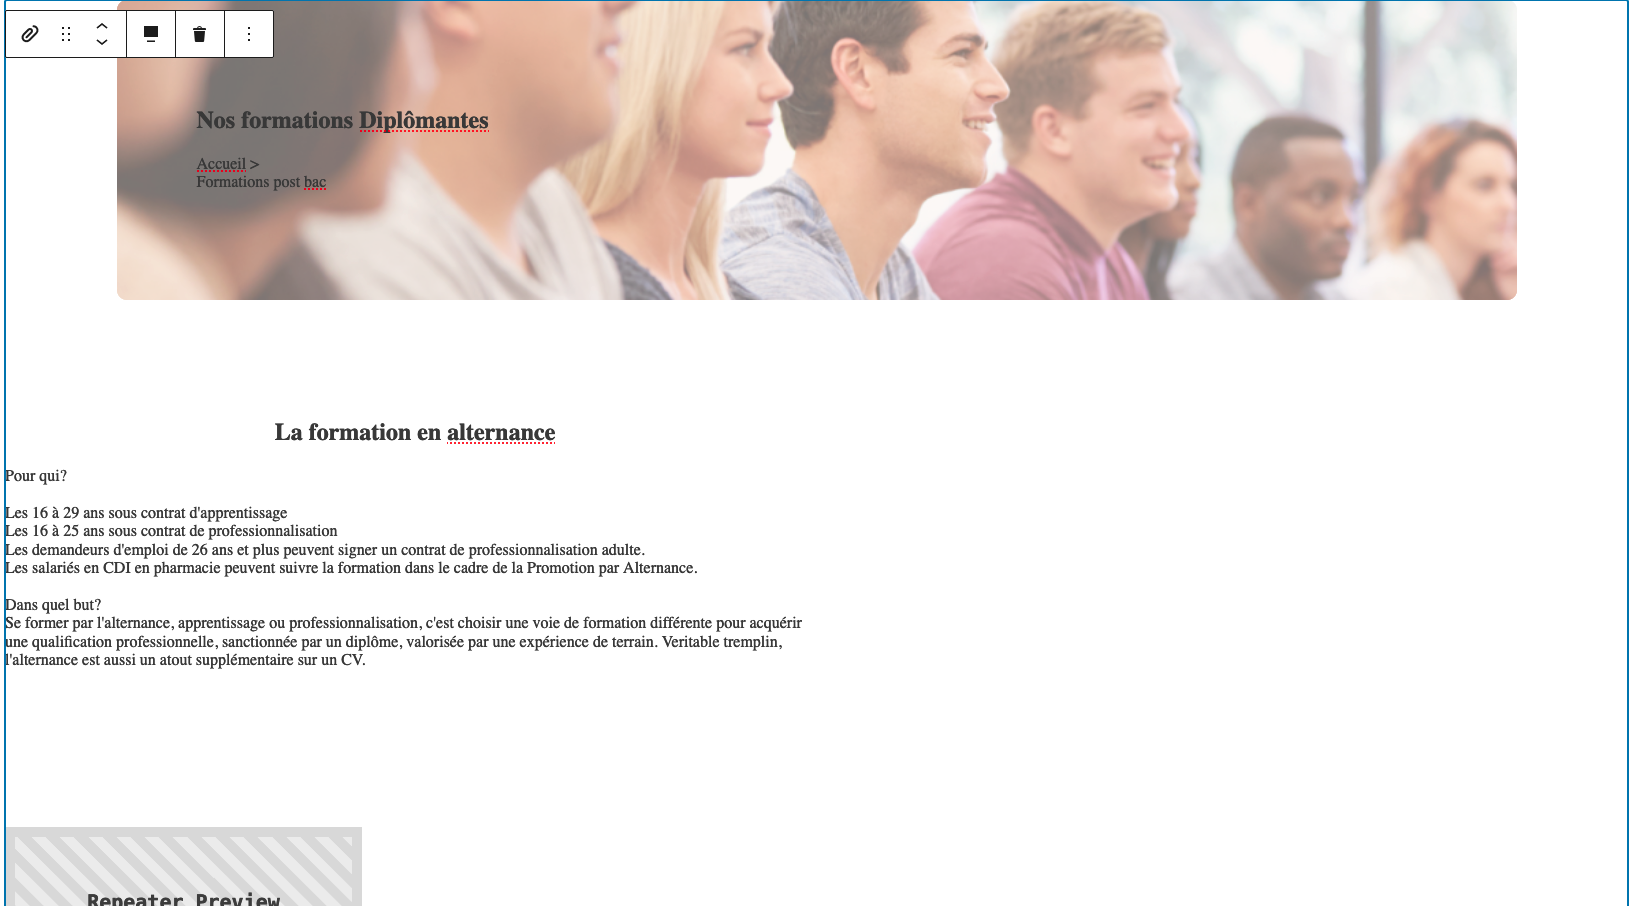 Nos formations Diplômantes
Accueil >
Formations post bac
La formation en alternance
Pour qui?
Les 16 à 29 ans sous contrat d'apprentissage
Les 16 à 25 ans sous contrat de professionnalisation
Les demandeurs d'emploi de 26 ans et plus peuvent signer un contrat de professionnalisation adulte.
Les salariés en CDI en pharmacie peuvent suivre la formation dans le cadre de la Promotion par Alternance.
Dans quel but?
Se former par l'alternance, apprentissage ou professionnalisation, c'est choisir une voie de formation différente pour acquérir
une qualification professionnelle, sanctionnée par un diplôme, valorisée par une expérience de terrain. Veritable tremplin,
l'alternance est aussi un atout supplémentaire sur un CV.
Repeater Preview